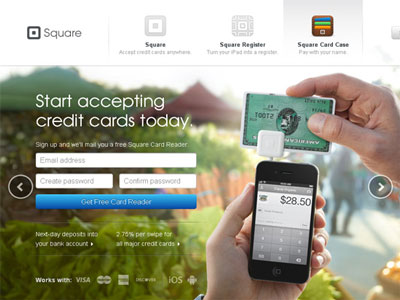 Square
Square
Accept credit cards anywhere.
Square Register
Turn your iPad into a register.
Square Card Case
Pay with your name.
Start accepting
credit cards today.
Sign up and we'll mail you a free Square Card Reader.
Email address
Create password
Confirm password
Get Free Card Reader
Next-day deposits into
your bank account
2.75% per swipe for
all major credit cards
Works with: VISA iOS
$28.50